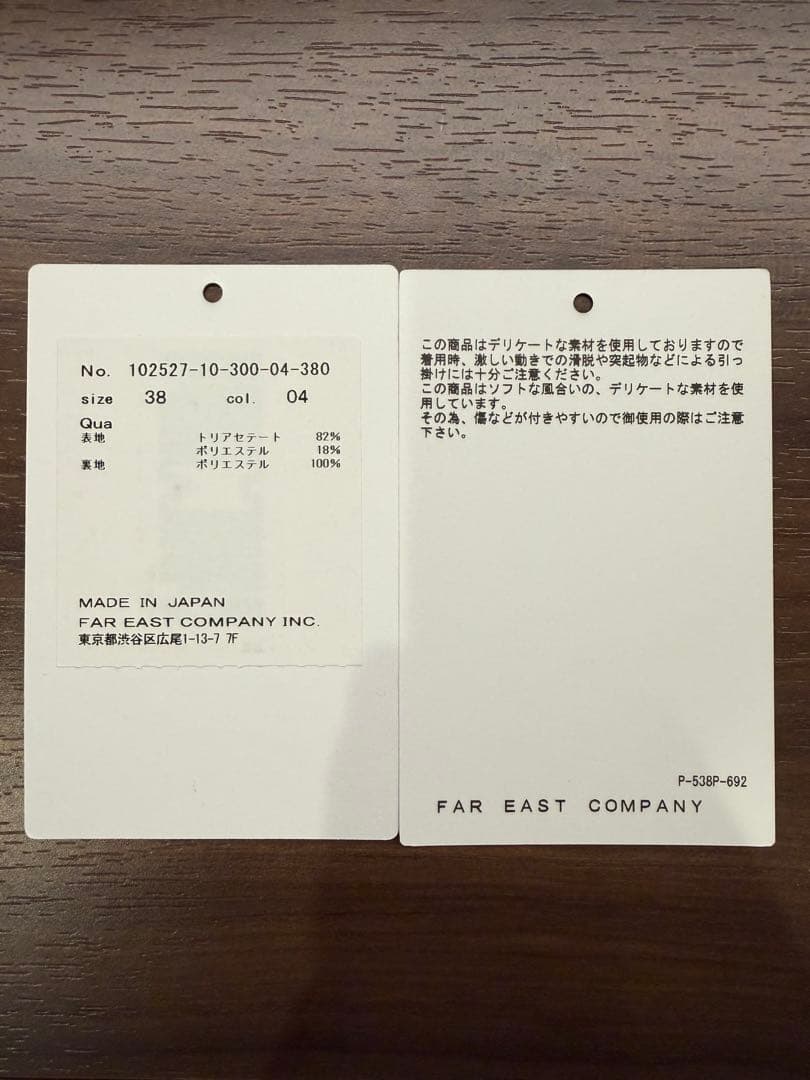 No. 102527-10-300-04-380
size 38 col. 04
Qua
表地 トリアセテート 82%
ポリエステル 18%
裏地 ポリエステル 100%
MADE IN JAPAN
FAR EAST COMPANY INC.
東京都渋谷区広尾1-13-7 7F
この商品はデリケートな素材を使用しておりますので
着用時、激しい動きでの滑脱や突起物などによる引っ
掛けには十分ご注意ください。
この商品はソフトな風合いの、デリケートな素材を使
用しています。
その為、傷などが付きやすいので御使用の際はご注意
下さい。
P-538P-692
FAR EAST COMPANY